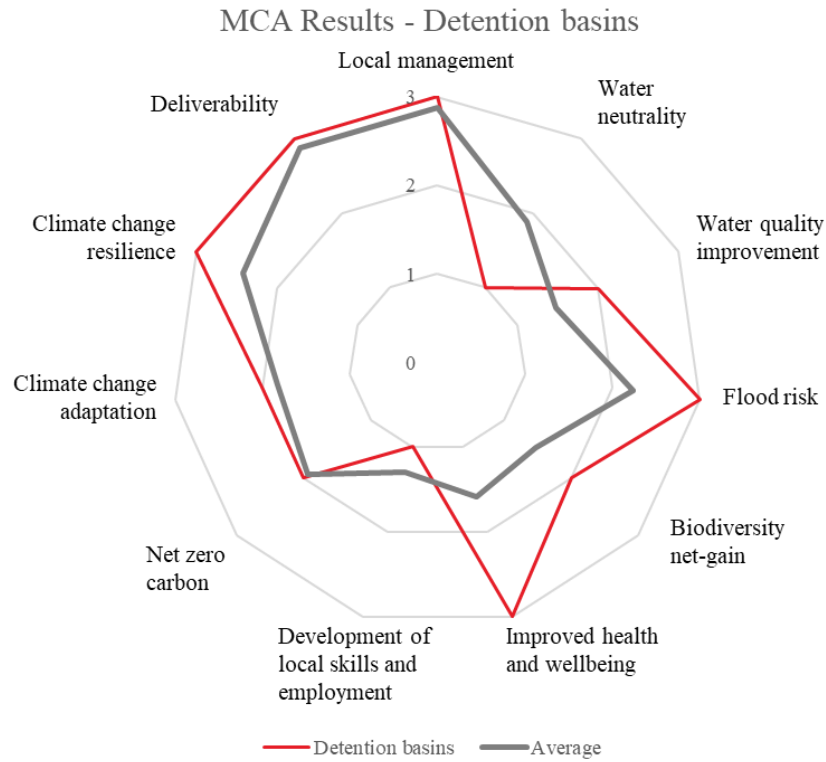 MCA Results - Detention basins
Local management
Water
neutrality
Deliverability
3
2
1
0
Climate change
resilience
Water quality
improvement
Climate change
adaptation
Flood risk
Net zero
carbon
Biodiversity
net-gain
Development of
local skills and
employment
Improved health
and wellbeing
Detention basins
Average